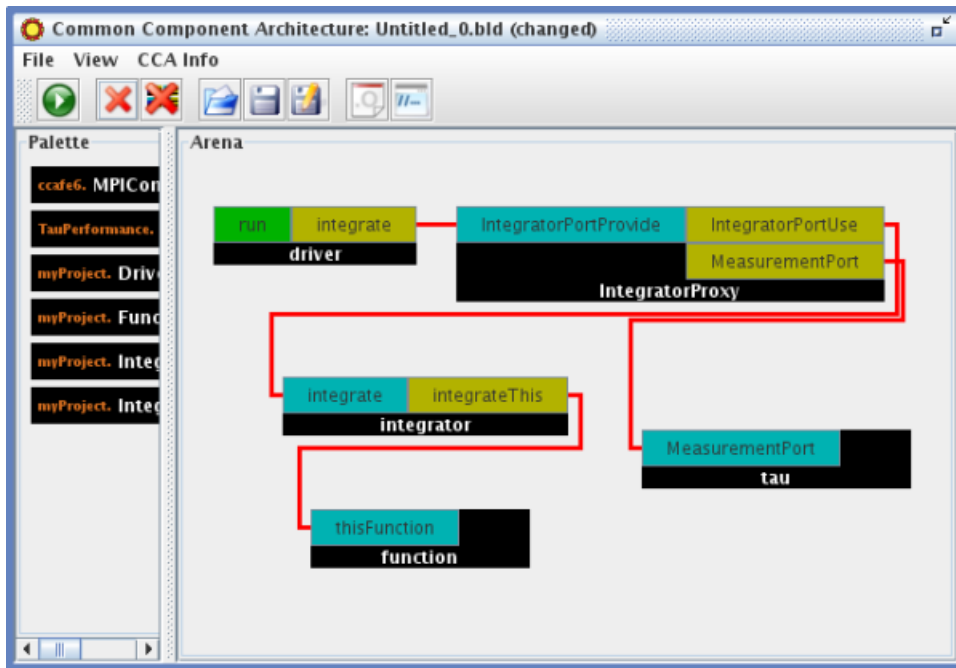 Common Component Architecture: Untitled_0.bld (changed)
File View CCA Info
Palette
Arena
ccafe6. MPICon
TauPerformance.
myProject. Drive
myProject. Func
myProject. Integ
myProject. Integ
run integrate
driver
IntegratorPortProvide IntegratorPortUse
MeasurementPort
IntegratorProxy
integrate integrateThis
integrator
MeasurementPort
tau
thisFunction
function